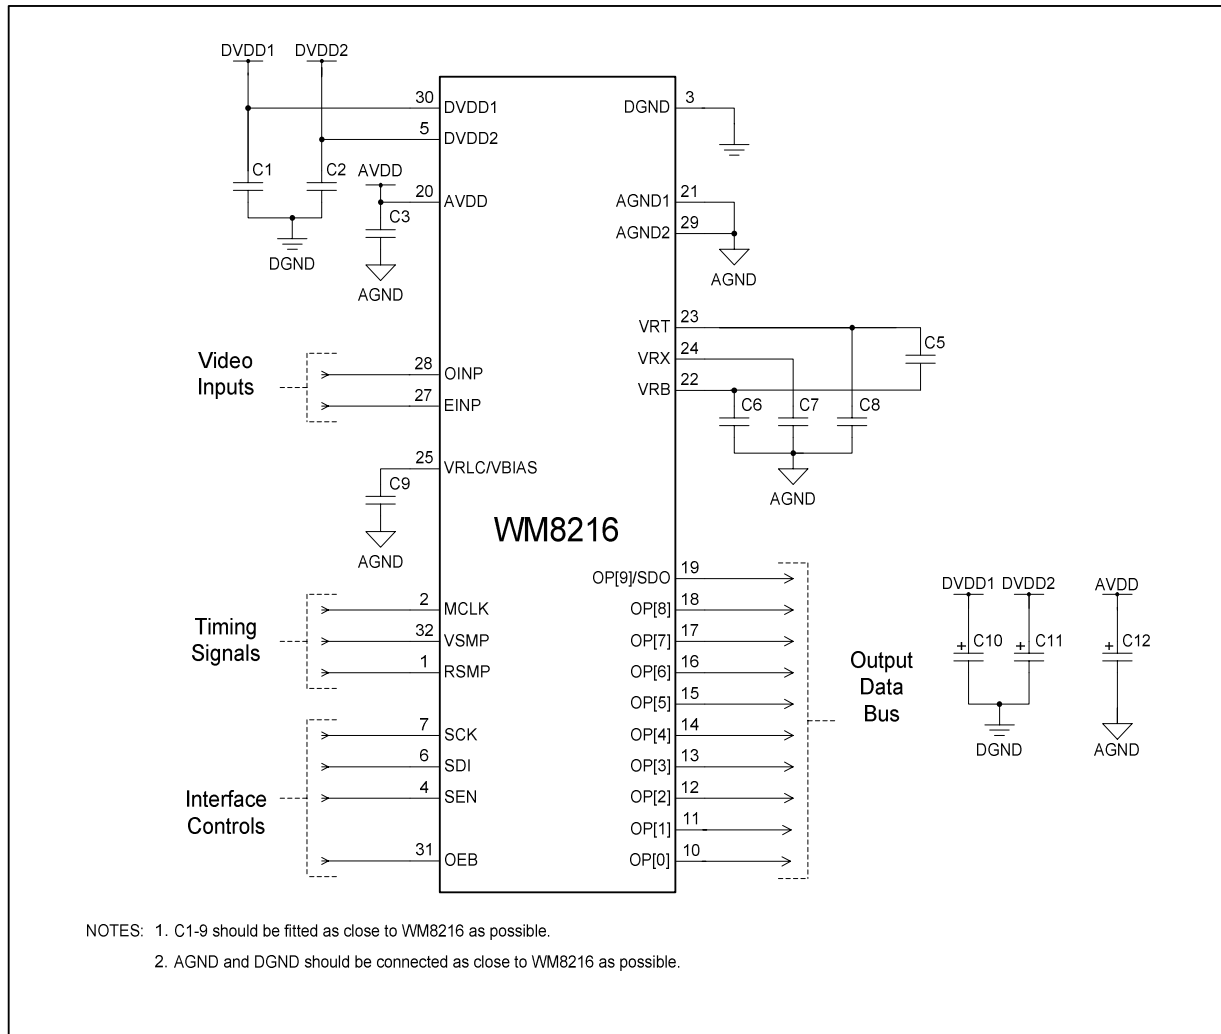 DVDD1 DVDD2
30 DVDD1
5 DVDD2
C1 C2
AVDD
20 AVDD
C3
DGND
AGND
DGND 3
AGND1 21
AGND2 29
AGND
VRT 23
VRX 24
VRB 22
C5
C6 C7 C8
AGND
Video
Inputs
28 OINP
27 EINP
25 VRLC/VBIAS
C9
AGND
WM8216
Timing
Signals
2 MCLK
32 VSMP
1 RSMP
Interface
Controls
7 SCK
6 SDI
4 SEN
31 OEB
OP[9]/SDO 19
OP[8] 18
OP[7] 17
OP[6] 16
OP[5] 15
OP[4] 14
OP[3] 13
OP[2] 12
OP[1] 11
OP[0] 10
Output
Data
Bus
DVDD1 DVDD2 AVDD
+ C10 + C11 + C12
DGND AGND
NOTES: 1. C1-9 should be fitted as close to WM8216 as possible.
2. AGND and DGND should be connected as close to WM8216 as possible.